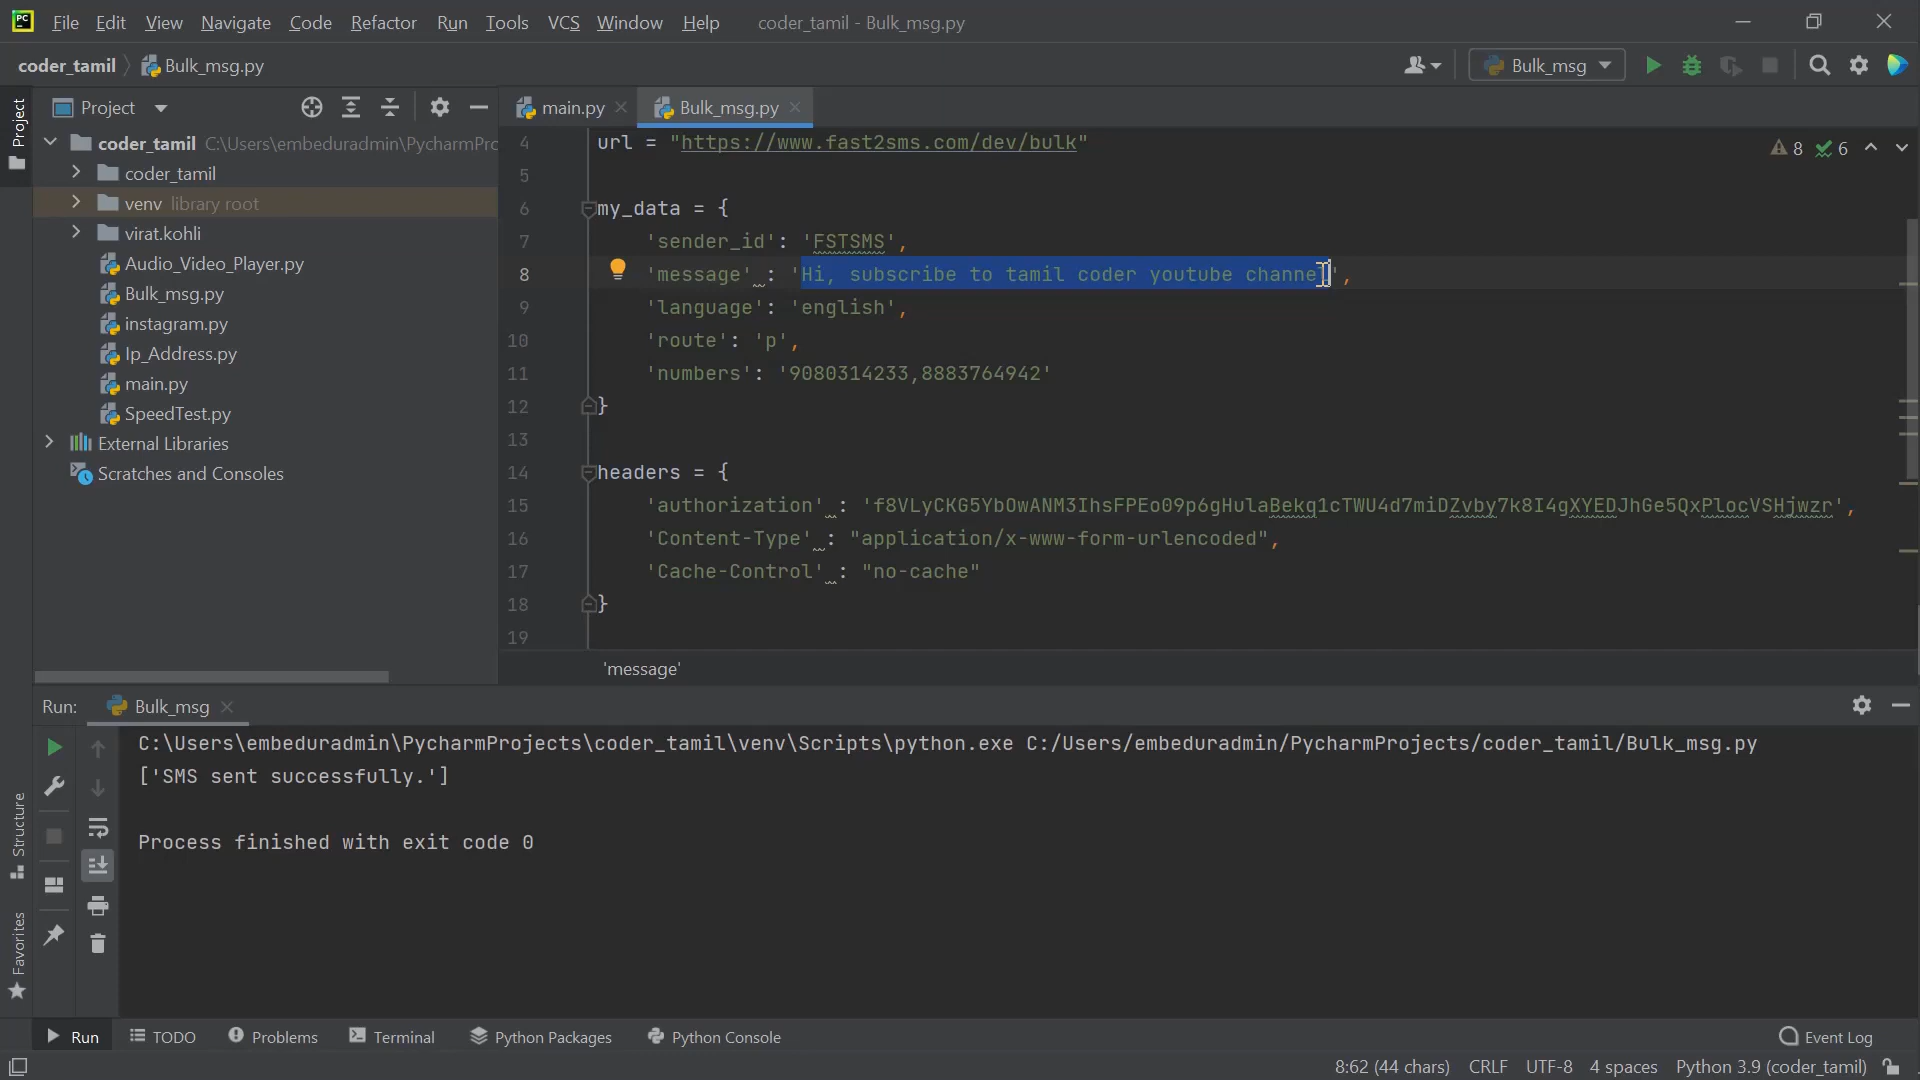 File Edit View Navigate Code Refactor Run Tools VCS Window Help coder_tamil - Bulk_msg.py
coder_tamil Bulk_msg.py Bulk_msg
Project Project main.py Bulk_msg.py
coder_tamil C:\Users\embeduradmin\PycharmPro
coder_tamil
venv library root
virat.kohli
Audio_Video_Player.py
Bulk_msg.py
instagram.py
Ip_Address.py
main.py
SpeedTest.py
External Libraries
Scratches and Consoles
4 url = "https://www.fast2sms.com/dev/bulk" 8 6
5
6 my_data = {
7 'sender_id': 'FSTSMS',
8 'message' : 'Hi, subscribe to tamil coder youtube channel',
9 'language': 'english',
10 'route': 'p',
11 'numbers': '9080314233,8883764942'
12 }
13
14 headers = {
15 'authorization' : 'f8VLyCKG5YbOwANM3IhsFPEo09p6gHulaBekq1cTWU4d7miDZvby7k8I4gXYEDJhGe5QxPlocVSHjwzr',
16 'Content-Type' : "application/x-www-form-urlencoded",
17 'Cache-Control' : "no-cache"
18 }
19
'message'
Run: Bulk_msg
C:\Users\embeduradmin\PycharmProjects\coder_tamil\venv\Scripts\python.exe C:/Users/embeduradmin/PycharmProjects/coder_tamil/Bulk_msg.py
['SMS sent successfully.']
Process finished with exit code 0
Structure
Favorites
Run TODO Problems Terminal Python Packages Python Console Event Log
8:62 (44 chars) CRLF UTF-8 4 spaces Python 3.9 (coder_tamil)